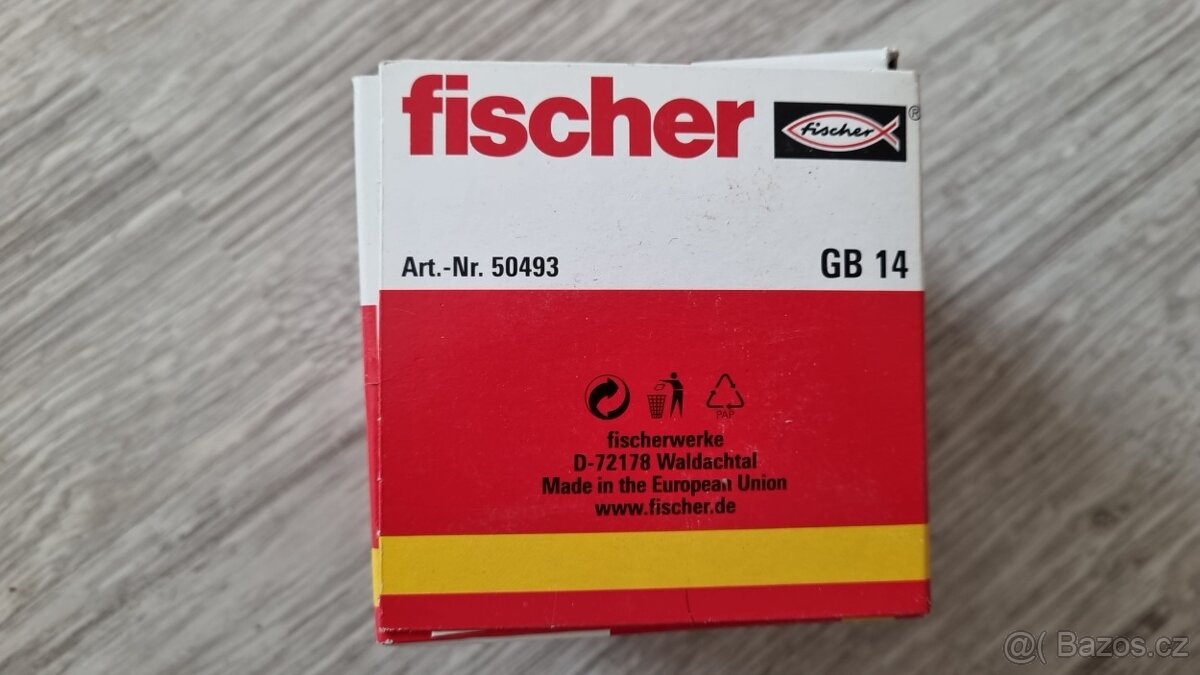 fischer
fischer ®
Art.-Nr. 50493
GB 14
PAP
fischerwerke
D-72178 Waldachtal
Made in the European Union
www.fischer.de
@( Bazoš.cz